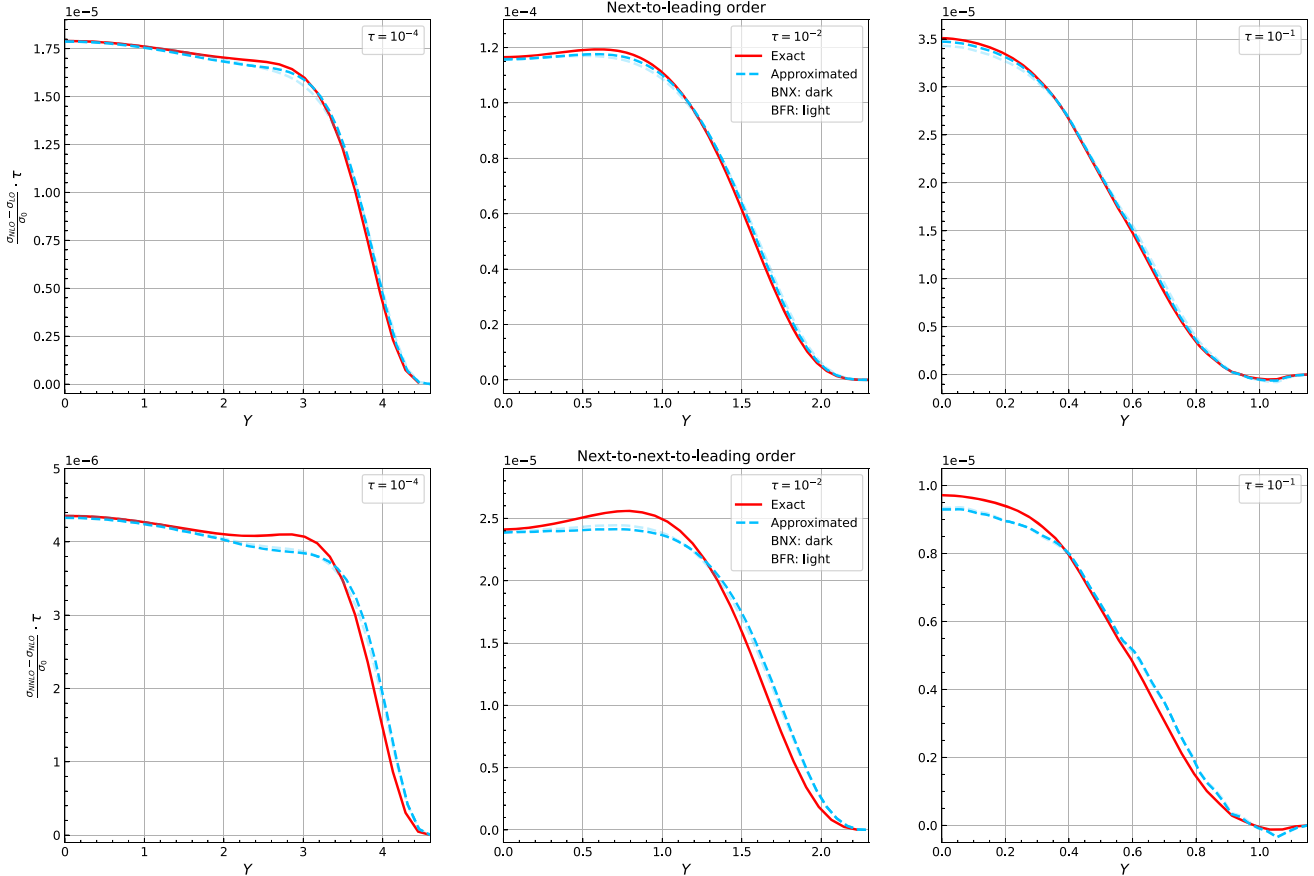 1e−5
τ = 10⁻⁴
1.75
1.50
1.25
1.00
0.75
0.50
0.25
0.00
0
1
2
3
4
Y
(σ_NLO − σ_LO)/σ_0 · τ
Next-to-leading order
1e−4
τ = 10⁻²
Exact
Approximated
BNX: dark
BFR: light
1.2
1.0
0.8
0.6
0.4
0.2
0.0
0.0
0.5
1.0
1.5
2.0
Y
1e−5
τ = 10⁻¹
3.5
3.0
2.5
2.0
1.5
1.0
0.5
0.0
0.0
0.2
0.4
0.6
0.8
1.0
Y
1e−6
τ = 10⁻⁴
5
4
3
2
1
0
0
1
2
3
4
Y
(σ_NNLO − σ_NLO)/σ_0 · τ
Next-to-next-to-leading order
1e−5
τ = 10⁻²
Exact
Approximated
BNX: dark
BFR: light
3.0
2.5
2.0
1.5
1.0
0.5
0.0
0.0
0.5
1.0
1.5
2.0
Y
1e−5
τ = 10⁻¹
1.0
0.8
0.6
0.4
0.2
0.0
0.0
0.2
0.4
0.6
0.8
1.0
Y